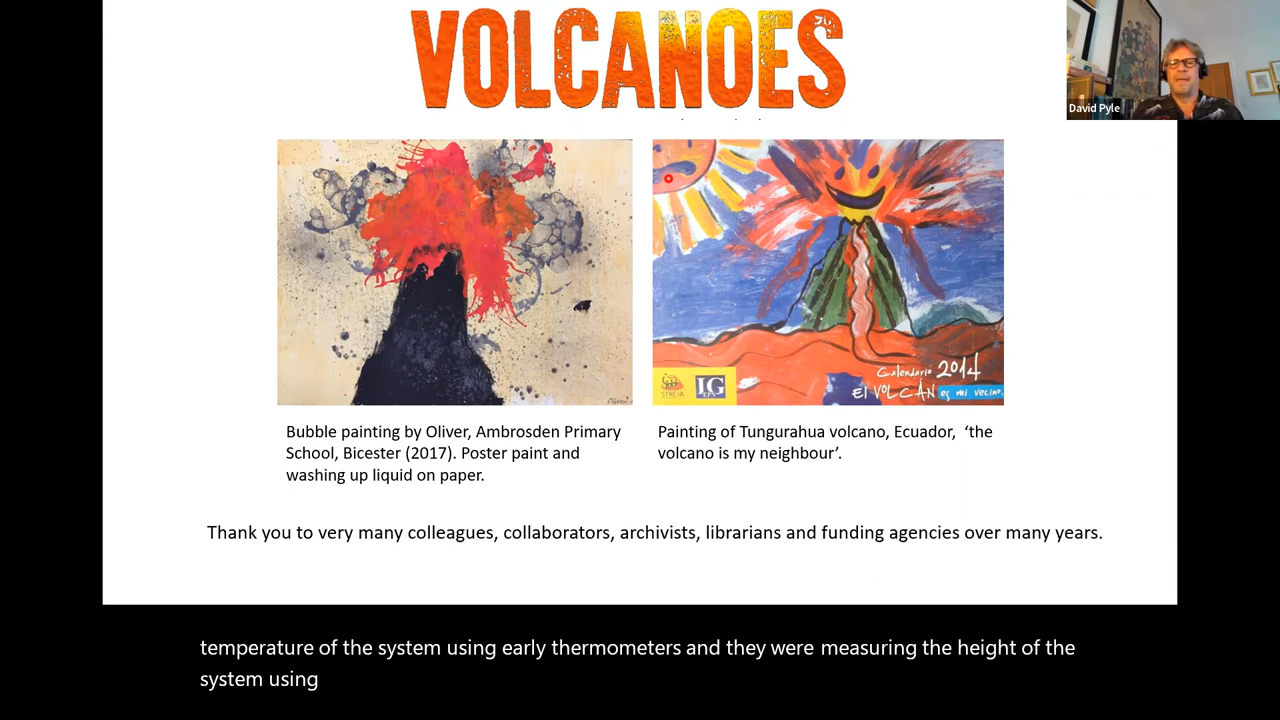 VOLCANOES
David Pyle
Calendario 2014
El VOLCÁN es mi vecino.
STREVA
IG
Oliver
Bubble painting by Oliver, Ambrosden Primary
School, Bicester (2017). Poster paint and
washing up liquid on paper.
Painting of Tungurahua volcano, Ecuador, ‘the
volcano is my neighbour’.
Thank you to very many colleagues, collaborators, archivists, librarians and funding agencies over many years.
temperature of the system using early thermometers and they were measuring the height of the
system using